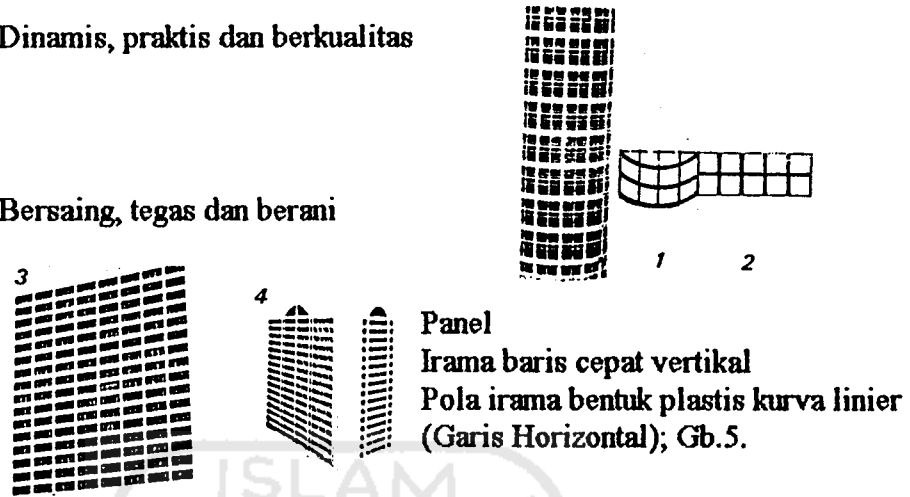 Dinamis, praktis dan berkualitas
1
2
Bersaing, tegas dan berani
3
4
Panel
Irama baris cepat vertikal
Pola irama bentuk plastis kurva linier
(Garis Horizontal); Gb.5.
ISLAM